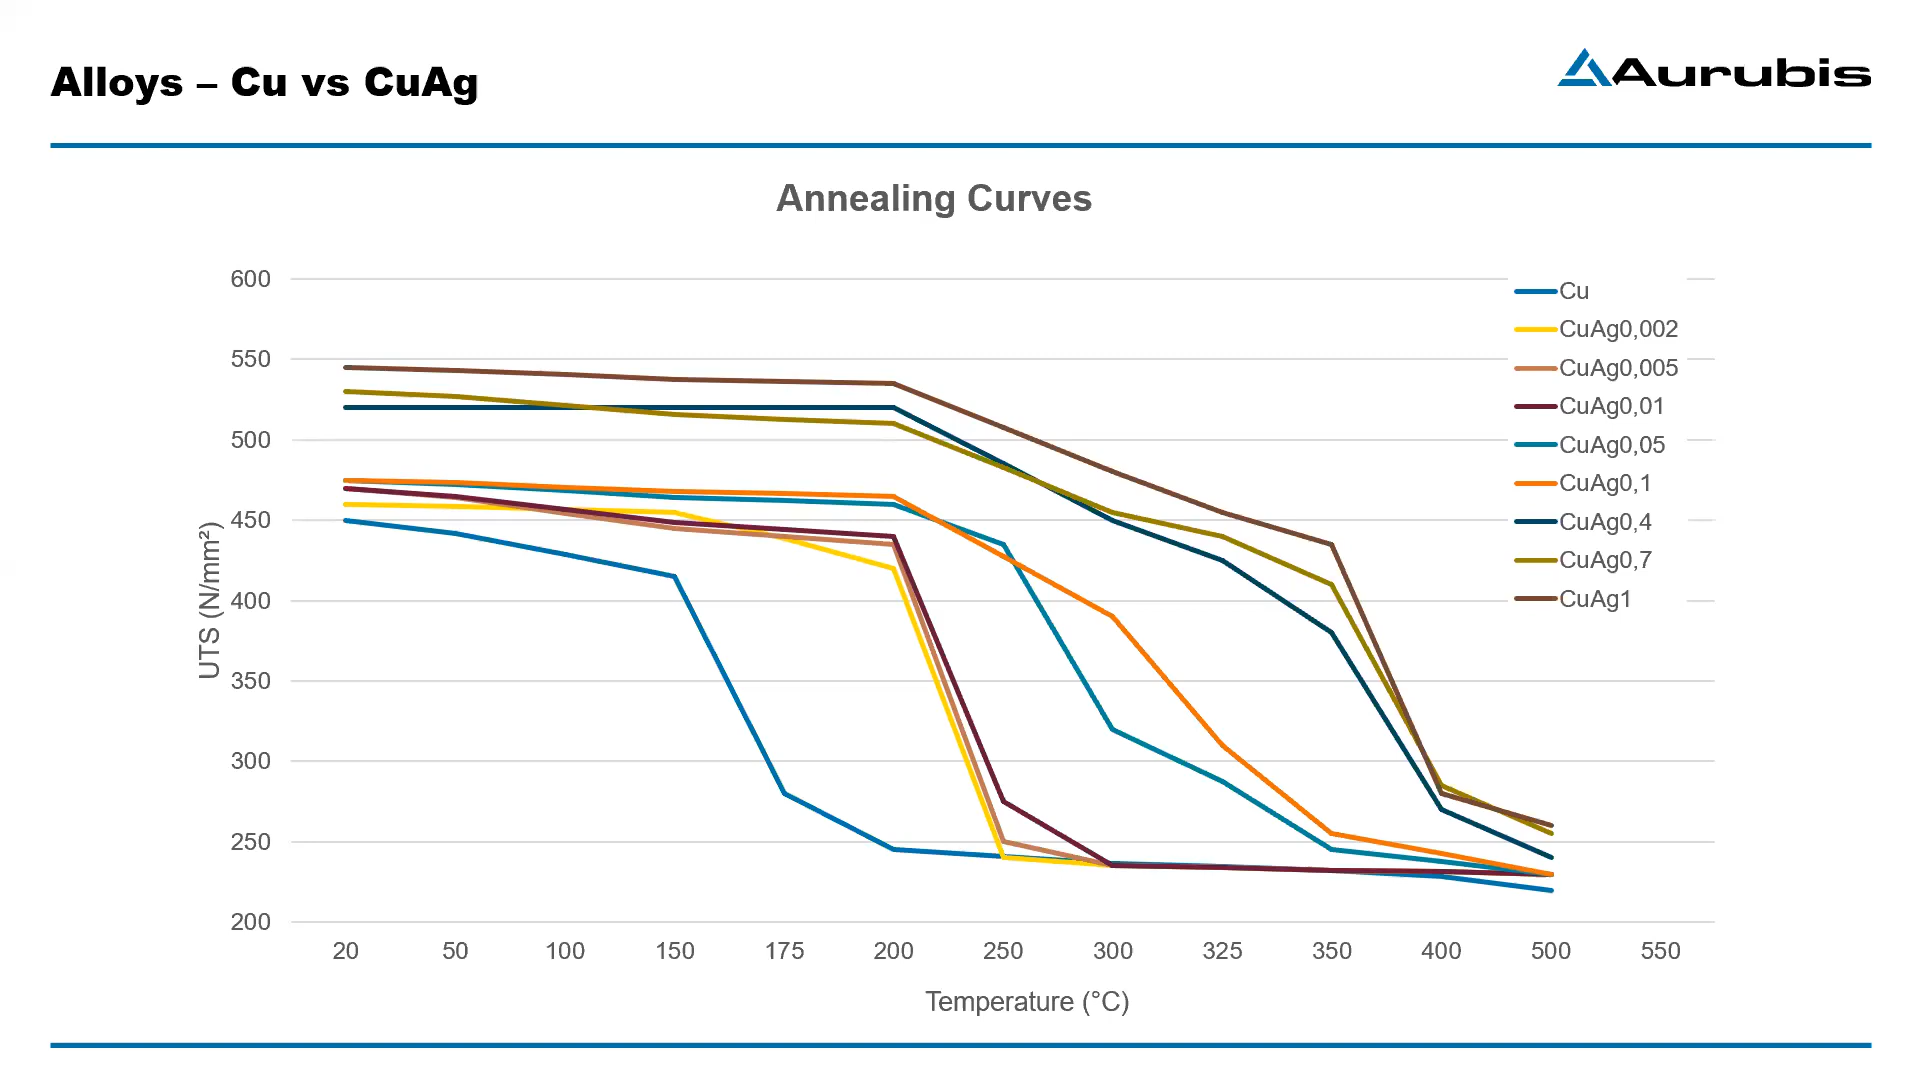 Alloys – Cu vs CuAg
Aurubis
Annealing Curves
600
550
500
450
400
350
300
250
200
UTS (N/mm²)
20 50 100 150 175 200 250 300 325 350 400 500 550
Temperature (°C)
Cu
CuAg0,002
CuAg0,005
CuAg0,01
CuAg0,05
CuAg0,1
CuAg0,4
CuAg0,7
CuAg1